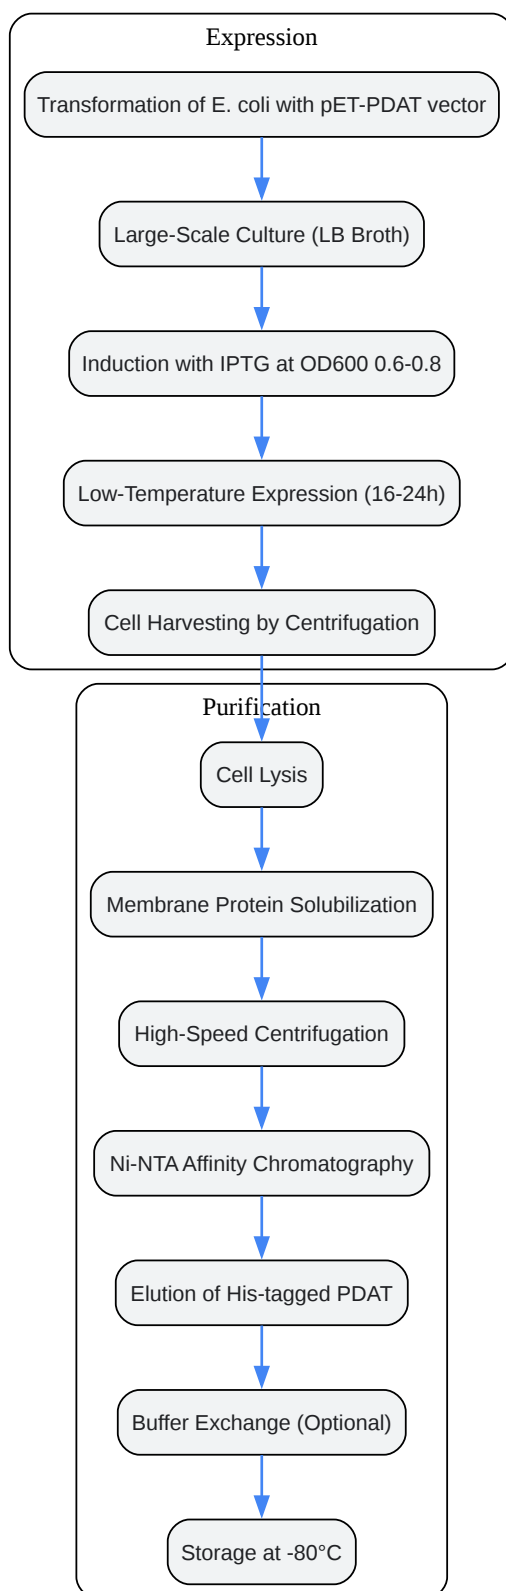 Expression
Transformation of E. coli with pET-PDAT vector
Large-Scale Culture (LB Broth)
Induction with IPTG at OD600 0.6-0.8
Low-Temperature Expression (16-24h)
Cell Harvesting by Centrifugation
Purification
Cell Lysis
Membrane Protein Solubilization
High-Speed Centrifugation
Ni-NTA Affinity Chromatography
Elution of His-tagged PDAT
Buffer Exchange (Optional)
Storage at -80°C